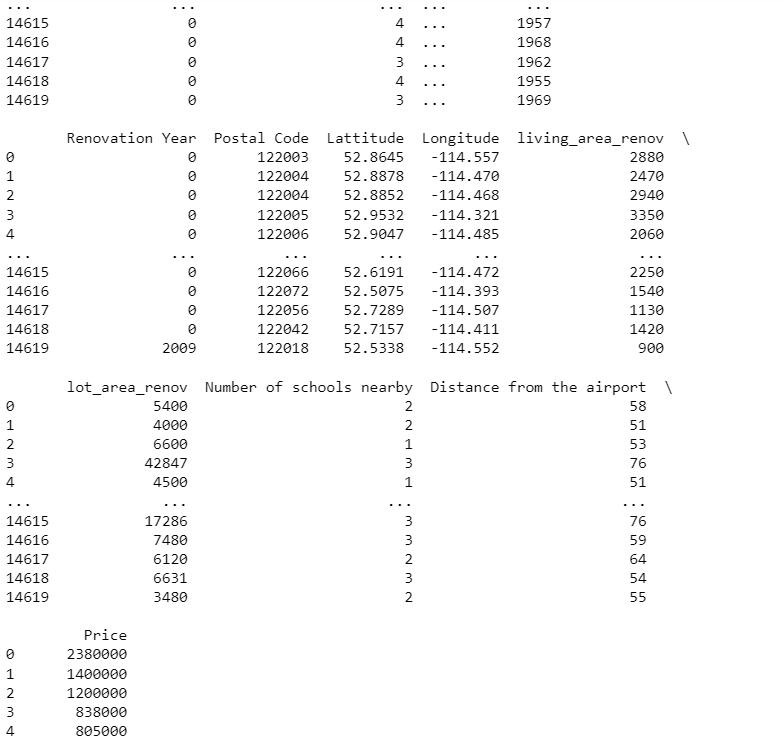 ...                 ...                     ...  ...         ...
14615                 0                       4  ...        1957
14616                 0                       4  ...        1968
14617                 0                       3  ...        1962
14618                 0                       4  ...        1955
14619                 0                       3  ...        1969
       Renovation Year  Postal Code  Lattitude  Longitude  living_area_renov  \
0                    0       122003    52.8645   -114.557               2880
1                    0       122004    52.8878   -114.470               2470
2                    0       122004    52.8852   -114.468               2940
3                    0       122005    52.9532   -114.321               3350
4                    0       122006    52.9047   -114.485               2060
...                ...          ...        ...        ...                ...
14615                0       122066    52.6191   -114.472               2250
14616                0       122072    52.5075   -114.393               1540
14617                0       122056    52.7289   -114.507               1130
14618                0       122042    52.7157   -114.411               1420
14619             2009       122018    52.5338   -114.552                900
       lot_area_renov  Number of schools nearby  Distance from the airport  \
0                5400                         2                         58
1                4000                         2                         51
2                6600                         1                         53
3               42847                         3                         76
4                4500                         1                         51
...               ...                       ...                        ...
14615           17286                         3                         76
14616            7480                         3                         59
14617            6120                         2                         64
14618            6631                         3                         54
14619            3480                         2                         55
         Price
0      2380000
1      1400000
2      1200000
3       838000
4       805000